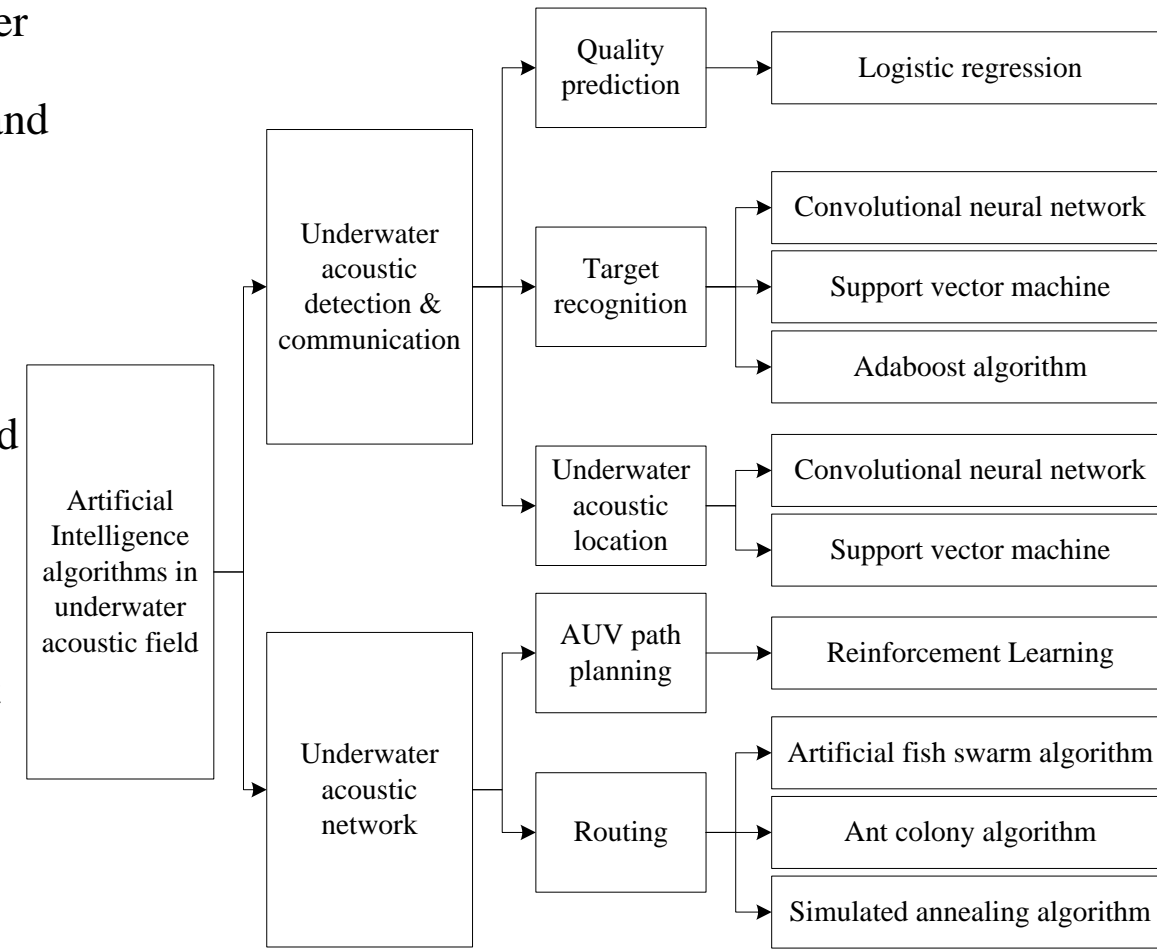 er
and
d
Artificial
Intelligence
algorithms in
underwater
acoustic field
Underwater
acoustic
detection &
communication
Underwater
acoustic
network
Quality
prediction
Target
recognition
Underwater
acoustic
location
AUV path
planning
Routing
Logistic regression
Convolutional neural network
Support vector machine
Adaboost algorithm
Convolutional neural network
Support vector machine
Reinforcement Learning
Artificial fish swarm algorithm
Ant colony algorithm
Simulated annealing algorithm